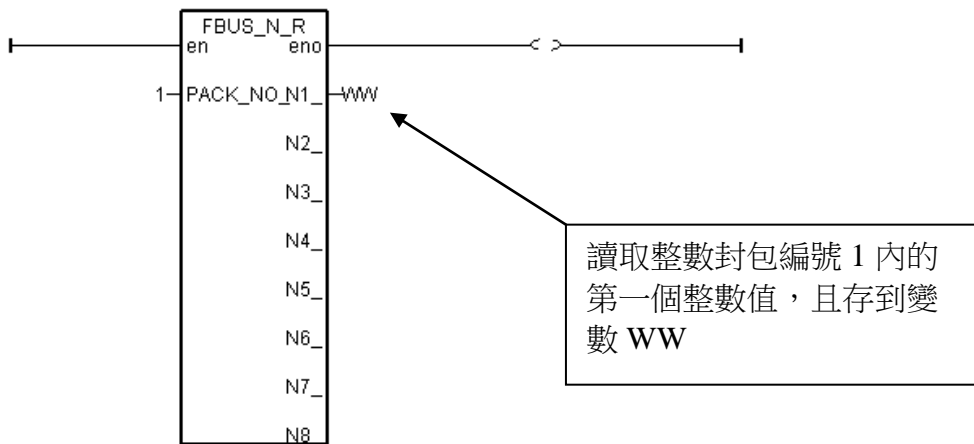 FBUS_N_R
en eno
1 PACK_NO N1_ WW
N2_
N3_
N4_
N5_
N6_
N7_
N8_
讀取整數封包編號 1 內的
第一個整數值，且存到變
數 WW